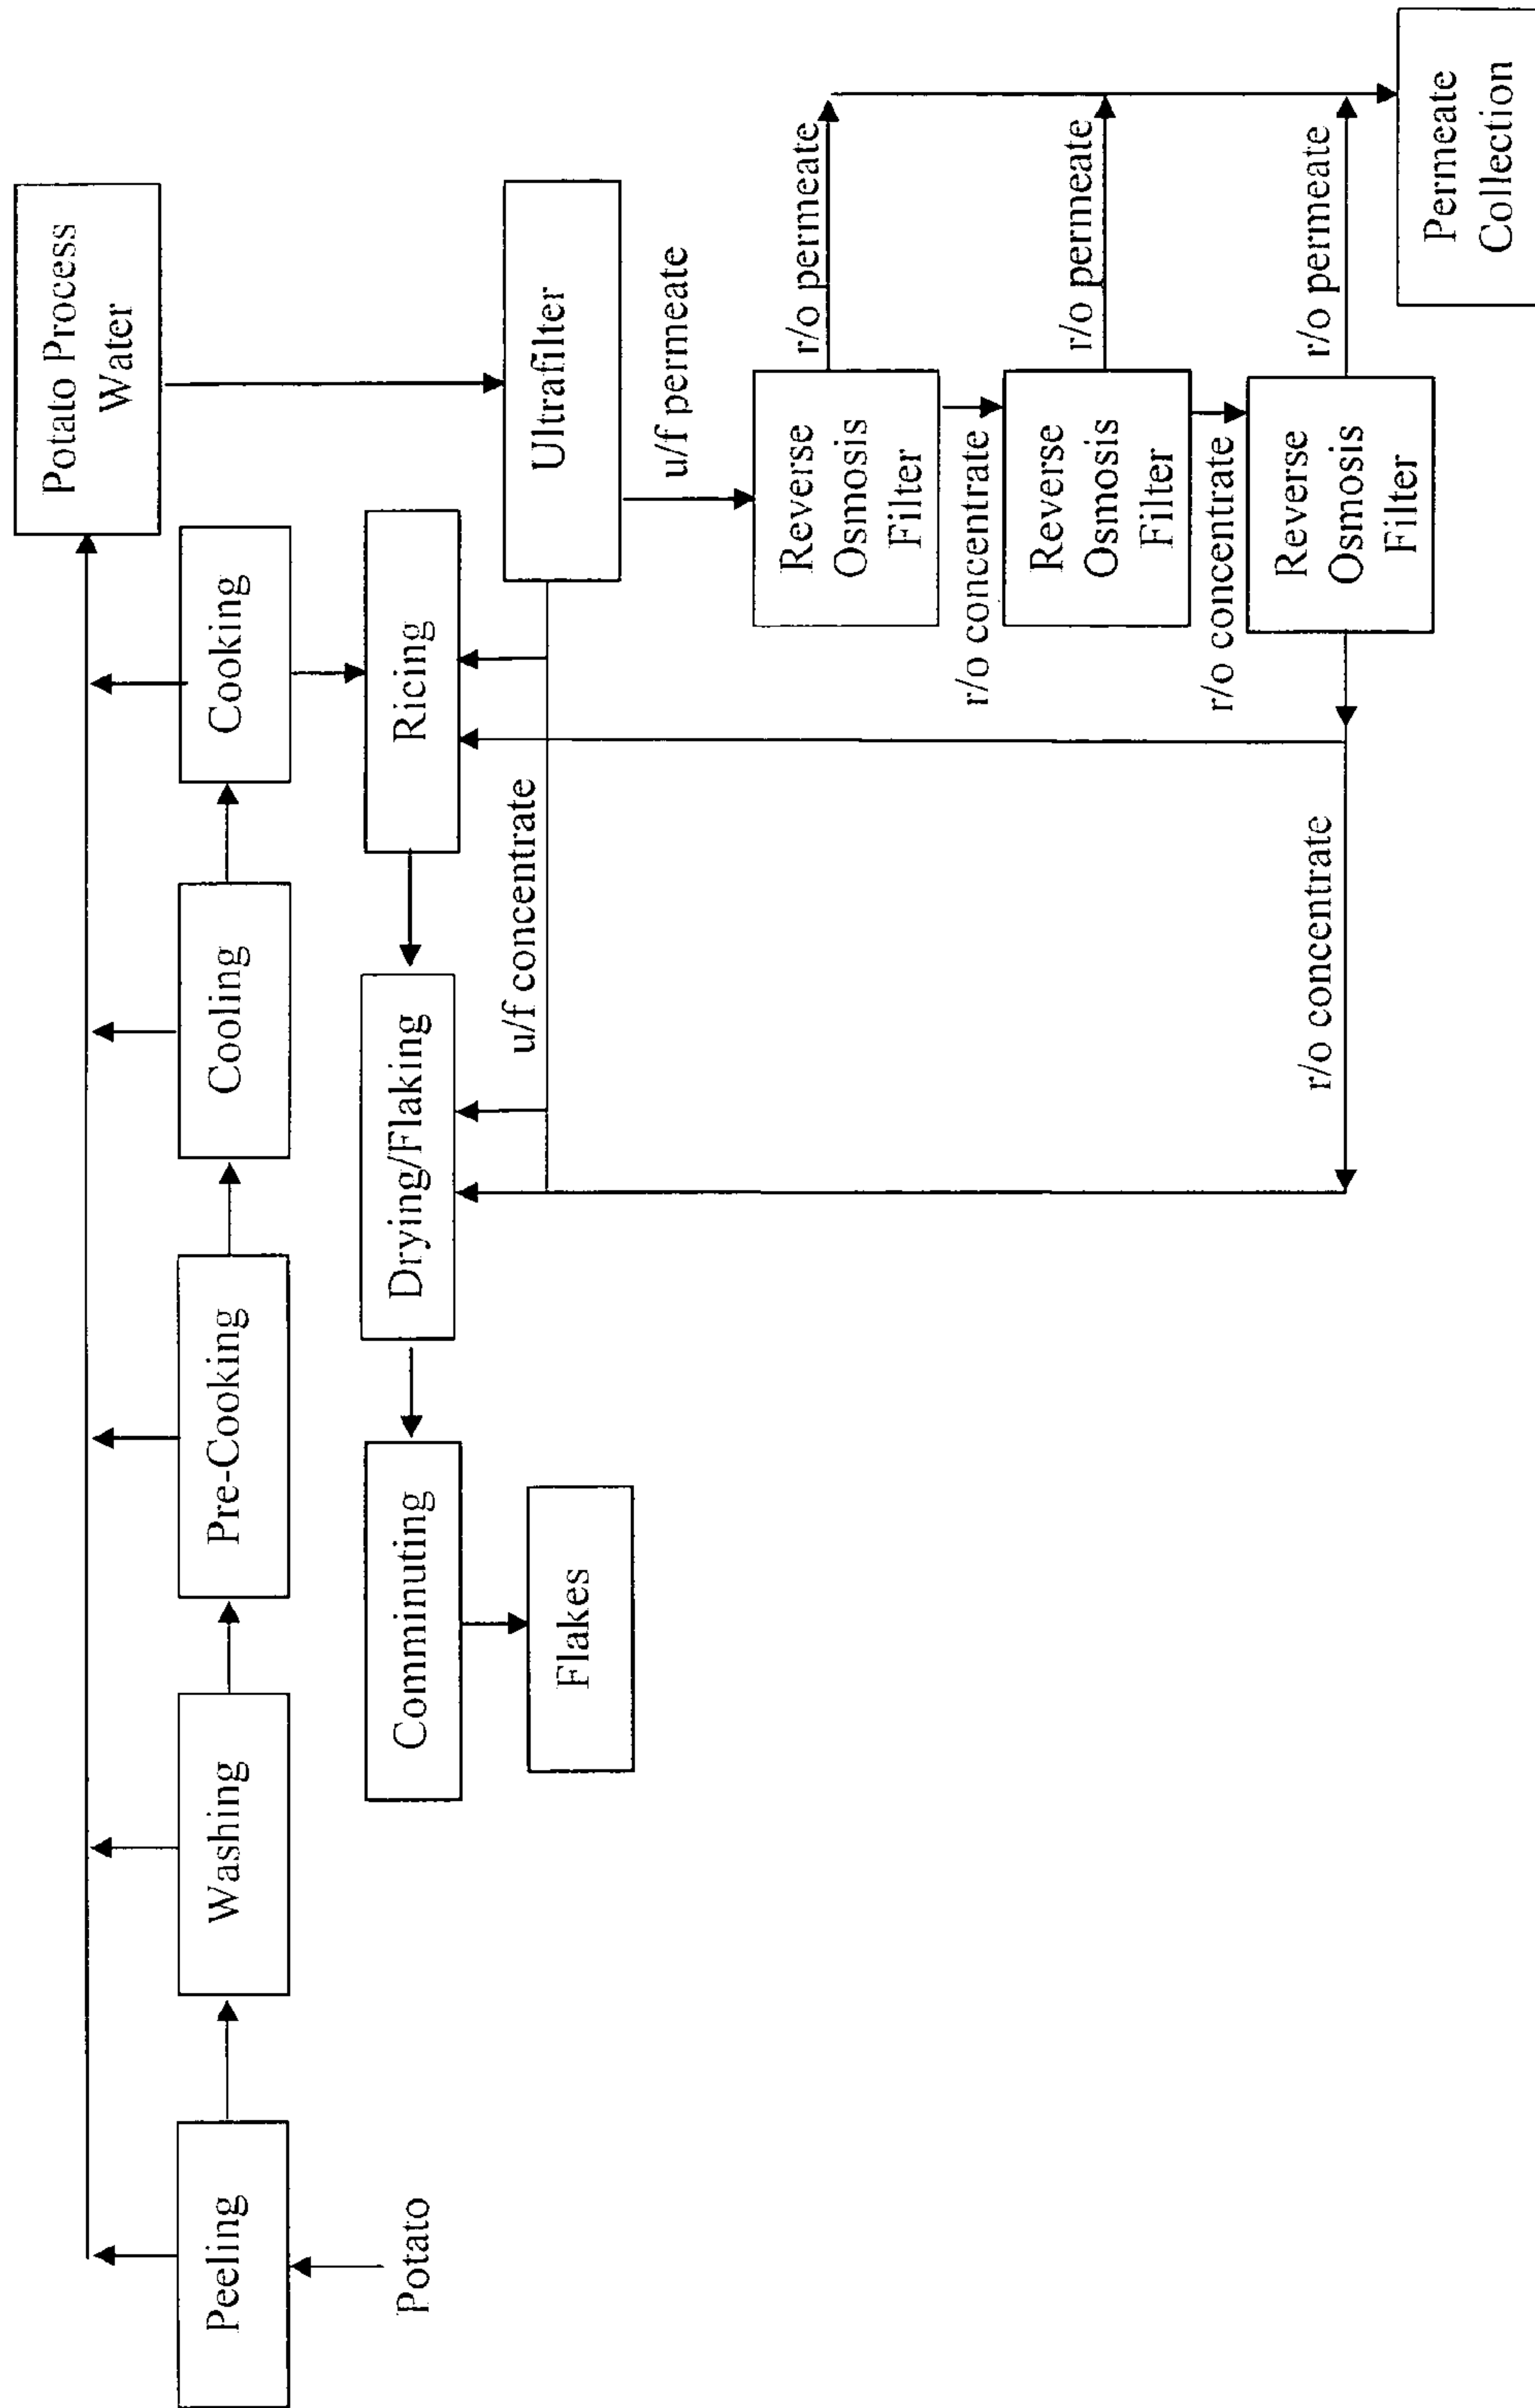 Potato Process
Water
Peeling
Washing
Pre-Cooking
Cooling
Cooking
Potato
Comminuting
Drying/Flaking
Ricing
Flakes
u/f concentrate
Ultrafilter
u/f permeate
Reverse
Osmosis
Filter
r/o permeate
r/o concentrate
Reverse
Osmosis
Filter
r/o permeate
r/o concentrate
Reverse
Osmosis
Filter
r/o permeate
r/o concentrate
Permeate
Collection